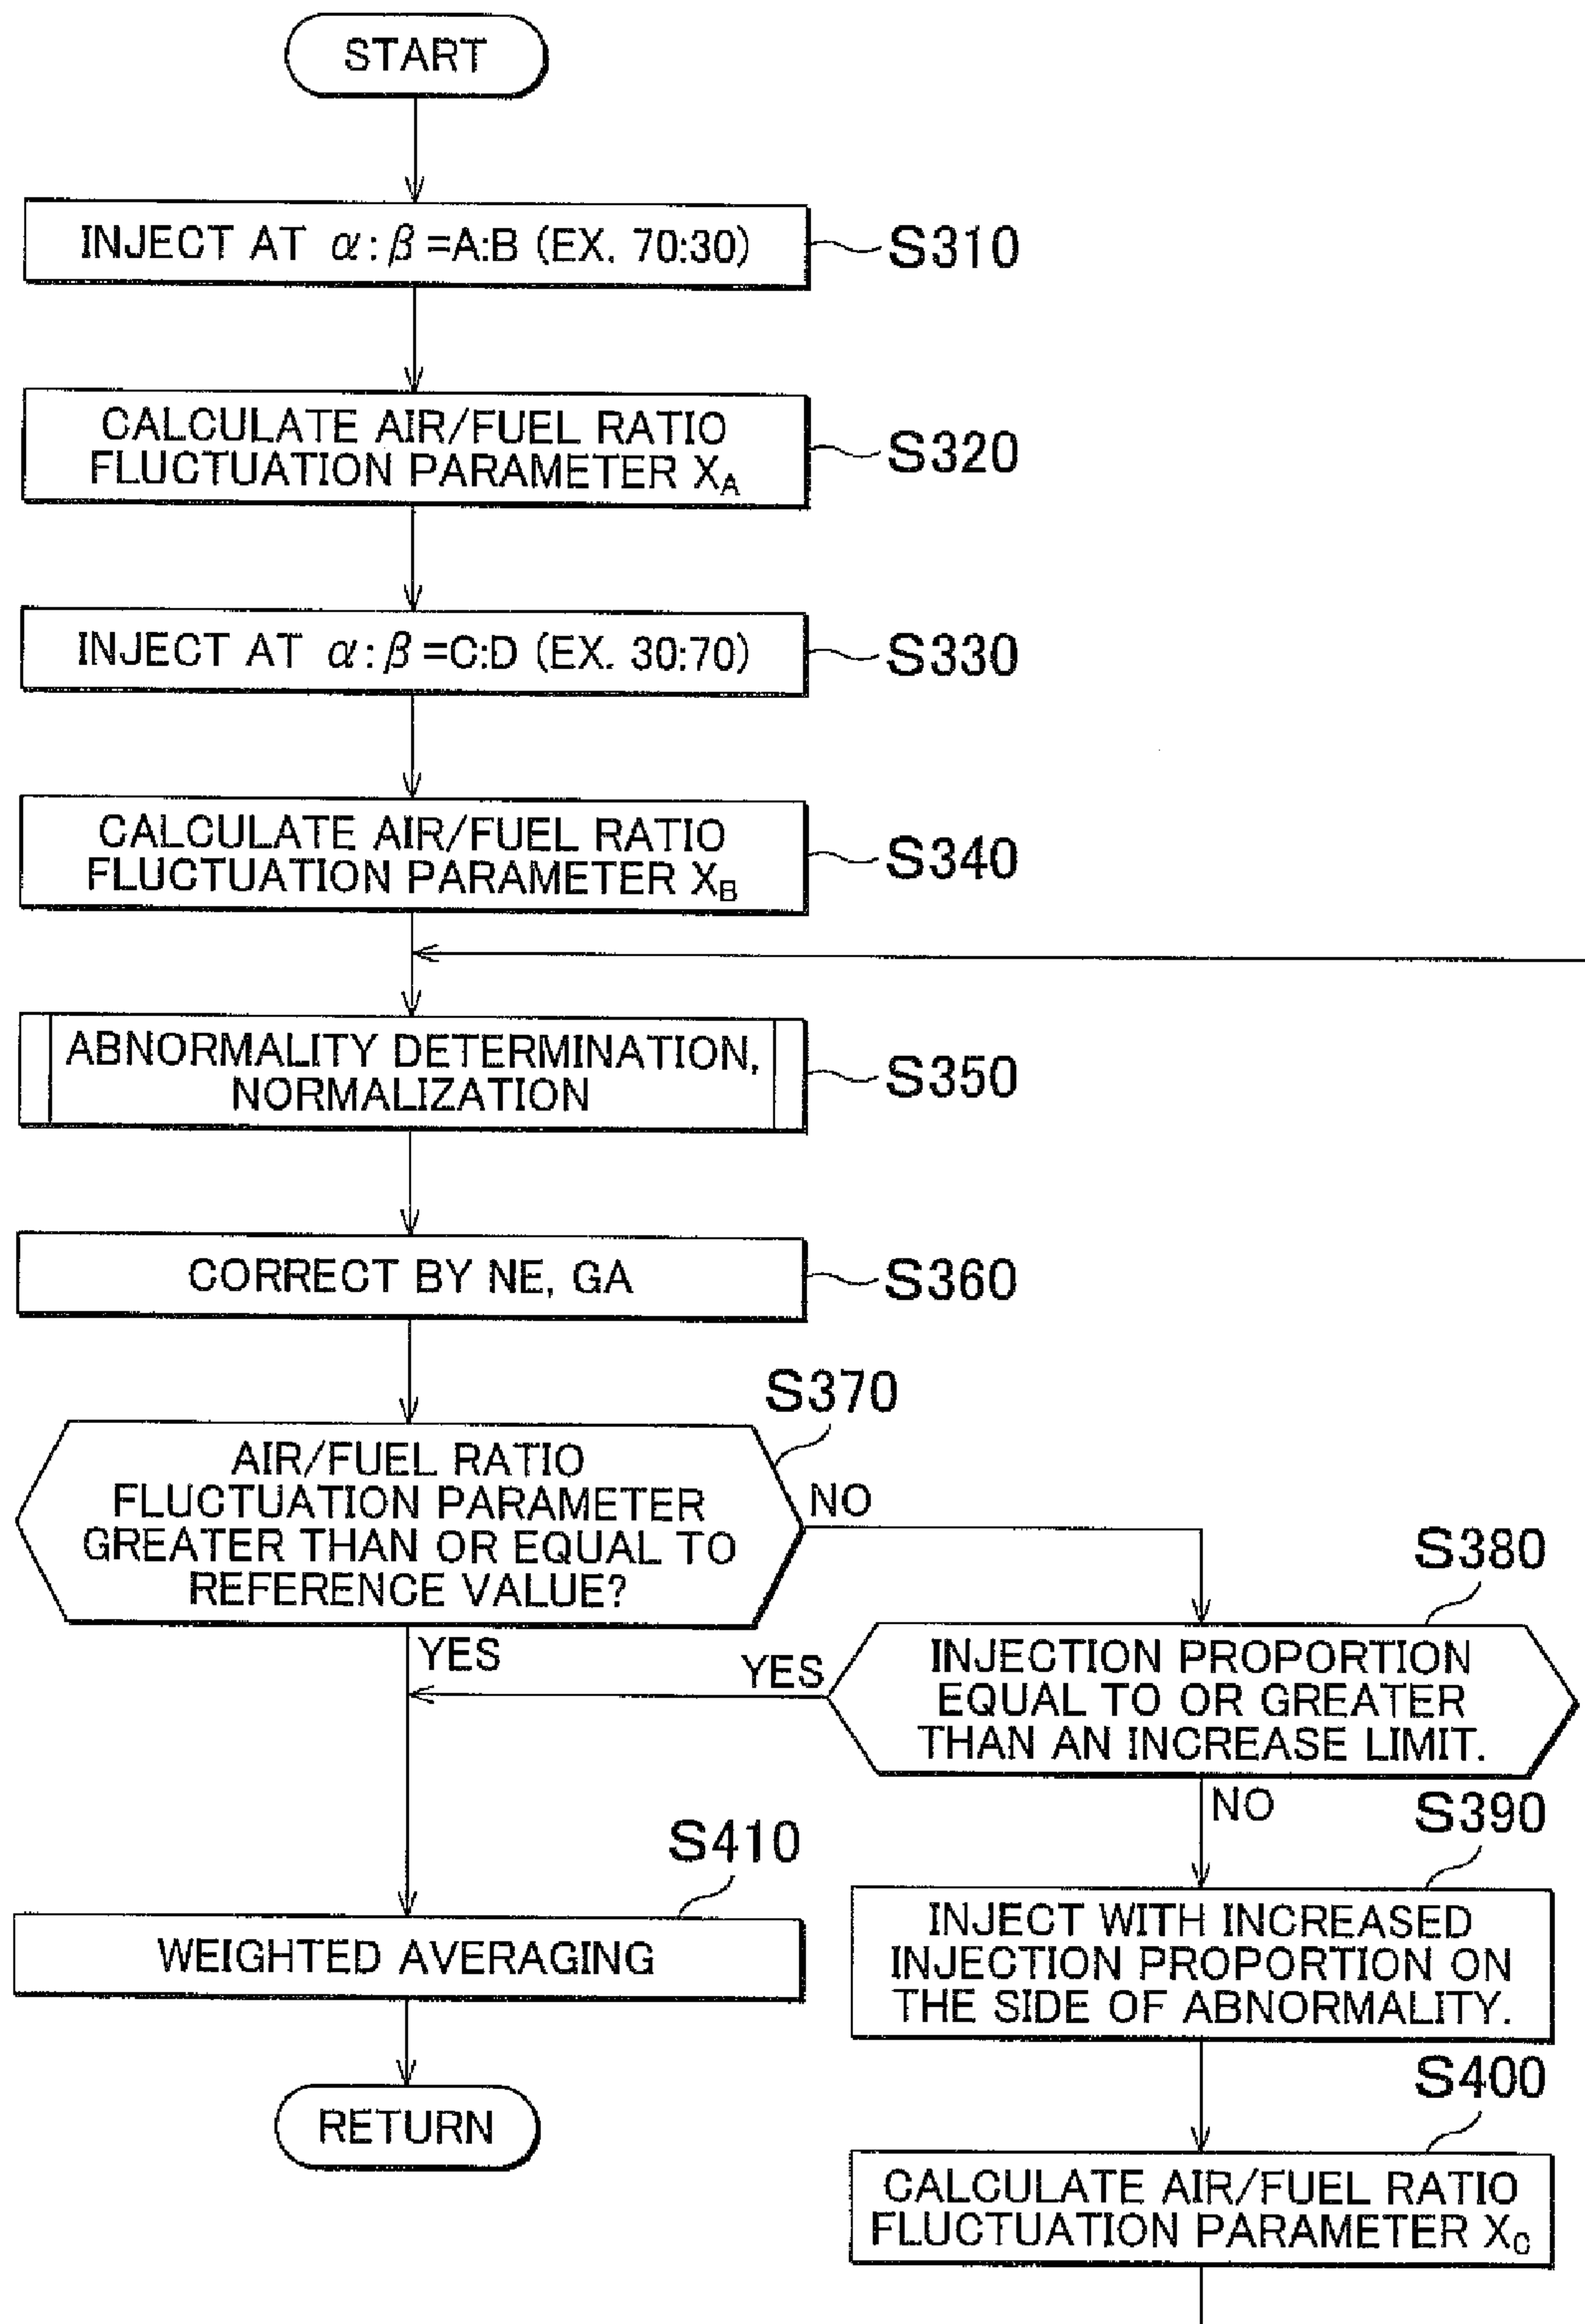 START
INJECT AT α:β=A:B (EX. 70:30)
S310
CALCULATE AIR/FUEL RATIO
FLUCTUATION PARAMETER XA
S320
INJECT AT α:β=C:D (EX. 30:70)
S330
CALCULATE AIR/FUEL RATIO
FLUCTUATION PARAMETER XB
S340
ABNORMALITY DETERMINATION,
NORMALIZATION
S350
CORRECT BY NE, GA
S360
S370
AIR/FUEL RATIO
FLUCTUATION PARAMETER
GREATER THAN OR EQUAL TO
REFERENCE VALUE?
NO
YES
S380
INJECTION PROPORTION
EQUAL TO OR GREATER
THAN AN INCREASE LIMIT.
YES
NO
S390
INJECT WITH INCREASED
INJECTION PROPORTION ON
THE SIDE OF ABNORMALITY.
S400
CALCULATE AIR/FUEL RATIO
FLUCTUATION PARAMETER XC
S410
WEIGHTED AVERAGING
RETURN